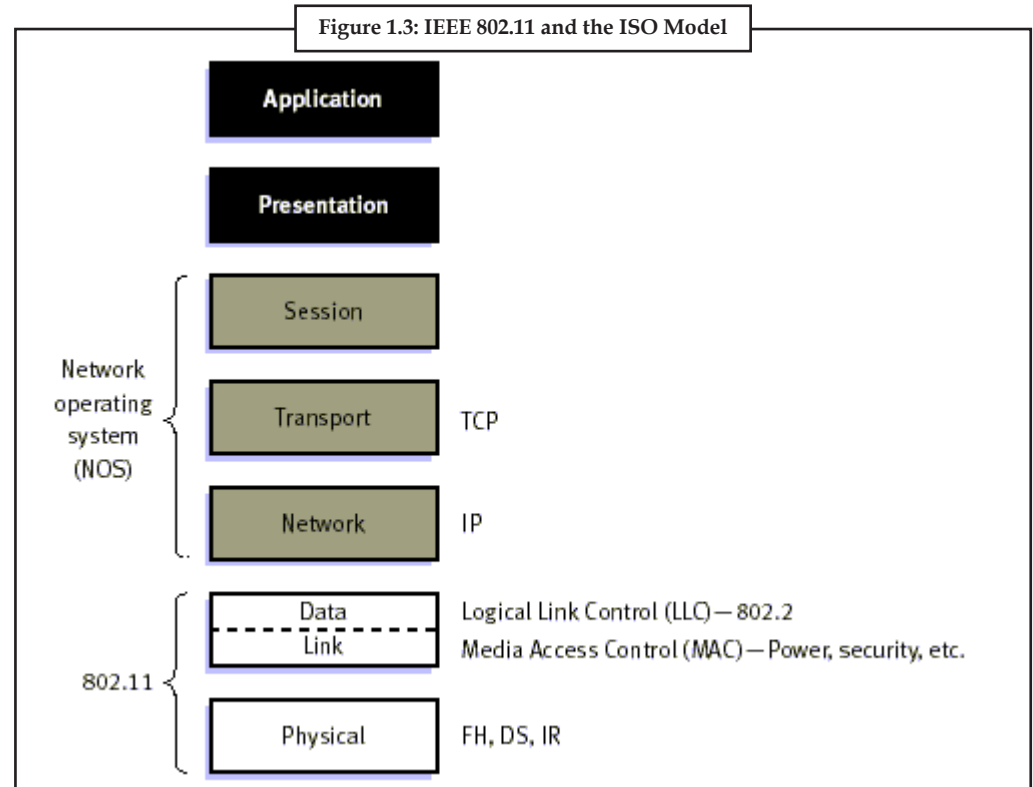 Figure 1.3: IEEE 802.11 and the ISO Model
Application
Presentation
Session
Network
operating
system
(NOS)
Transport
TCP
Network
IP
802.11
Data
Link
Logical Link Control (LLC)—802.2
Media Access Control (MAC)—Power, security, etc.
Physical
FH, DS, IR